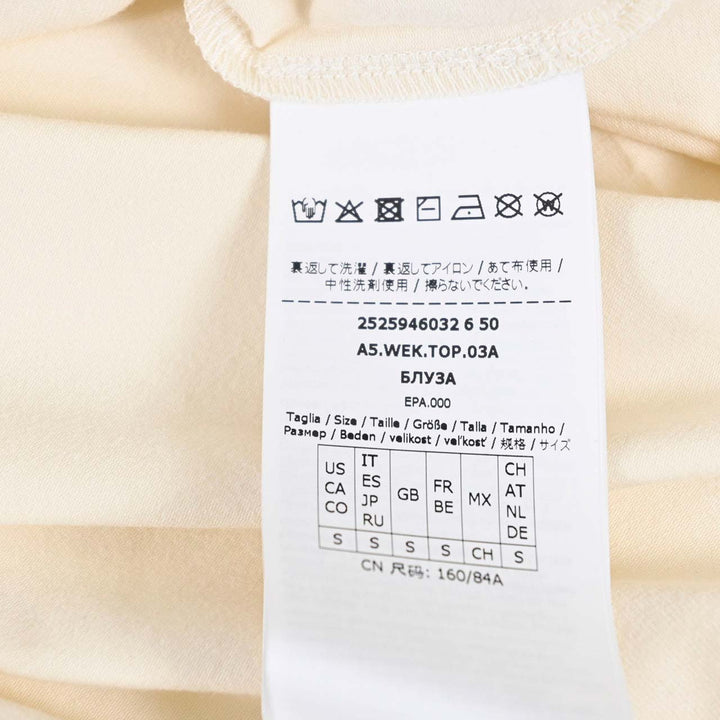 裏返して洗濯 / 裏返してアイロン / あて布使用 /
中性洗剤使用 / 擦らないでください。
2525946032 6 50
A5.WEK.TOP.03A
БЛУЗА
EPA.000
Taglia / Size / Taille / Größe / Talla / Tamanho /
Размер / Beden / velikost / veľkosť / 规格 / サイズ
US CA CO IT ES JP RU GB FR BE MX CH AT NL DE
S S S S CH S
CN 尺码: 160/84A